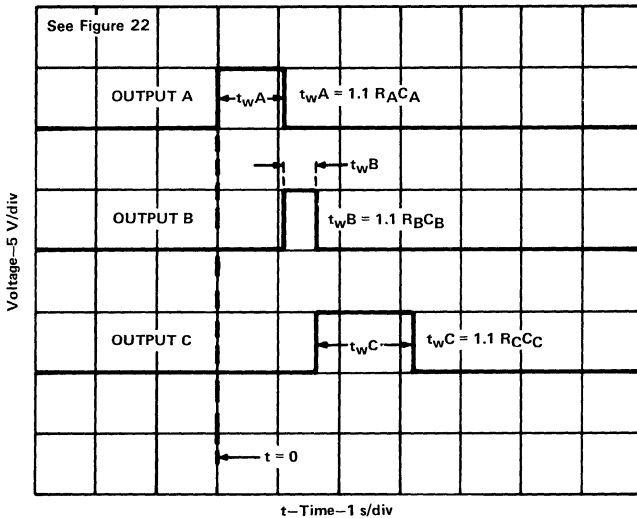 See Figure 22
OUTPUT A
twA
twA = 1.1 RACA
twB
OUTPUT B
twB = 1.1 RBCB
OUTPUT C
twC
twC = 1.1 RCCC
t = 0
Voltage–5 V/div
t–Time–1 s/div